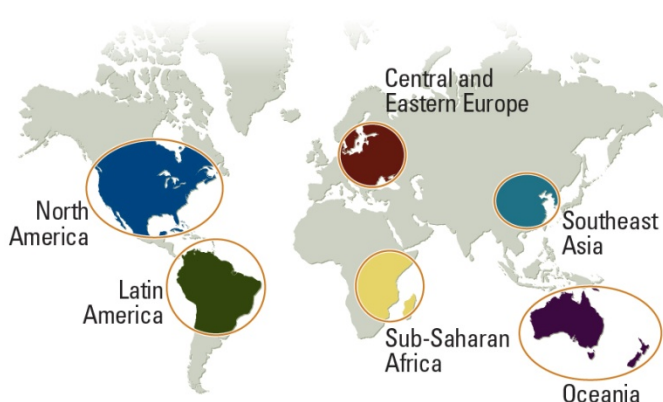 Central and
Eastern Europe
North
America
Southeast
Asia
Latin
America
Sub-Saharan
Africa
Oceania